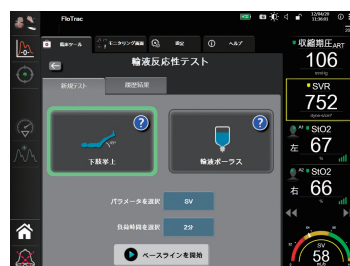 FloTrac
12/04/20
11:36:01
臨床ツール
モニタリング画面
設定
ヘルプ
輸液反応性テスト
新規テスト
履歴結果
?
下肢挙上
?
輸液ボーラス
パラメータを選択
SV
負荷時間を選択
2分
ベースラインを開始
収縮期圧ART
106
mmHg
SVR
752
dyne-s/cm⁵
StO2
左 67
%
StO2
右 66
%
SV
58